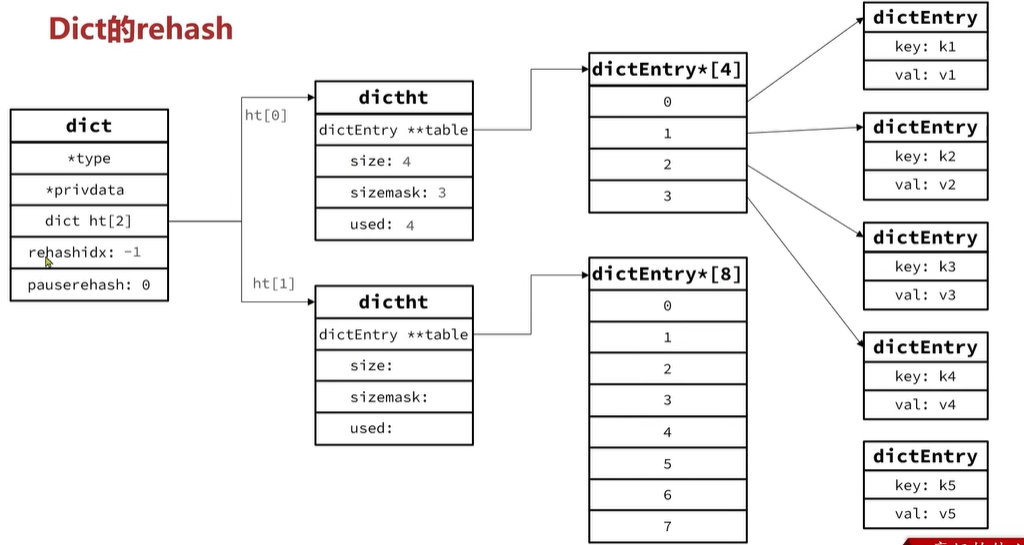 Dict的rehash
dict
*type
*privdata
dict ht[2]
rehashidx: -1
pauserehash: 0
ht[0]
dictht
dictEntry **table
size: 4
sizemask: 3
used: 4
ht[1]
dictht
dictEntry **table
size:
sizemask:
used:
dictEntry*[4]
0
1
2
3
dictEntry*[8]
0
1
2
3
4
5
6
7
dictEntry
key: k1
val: v1
dictEntry
key: k2
val: v2
dictEntry
key: k3
val: v3
dictEntry
key: k4
val: v4
dictEntry
key: k5
val: v5